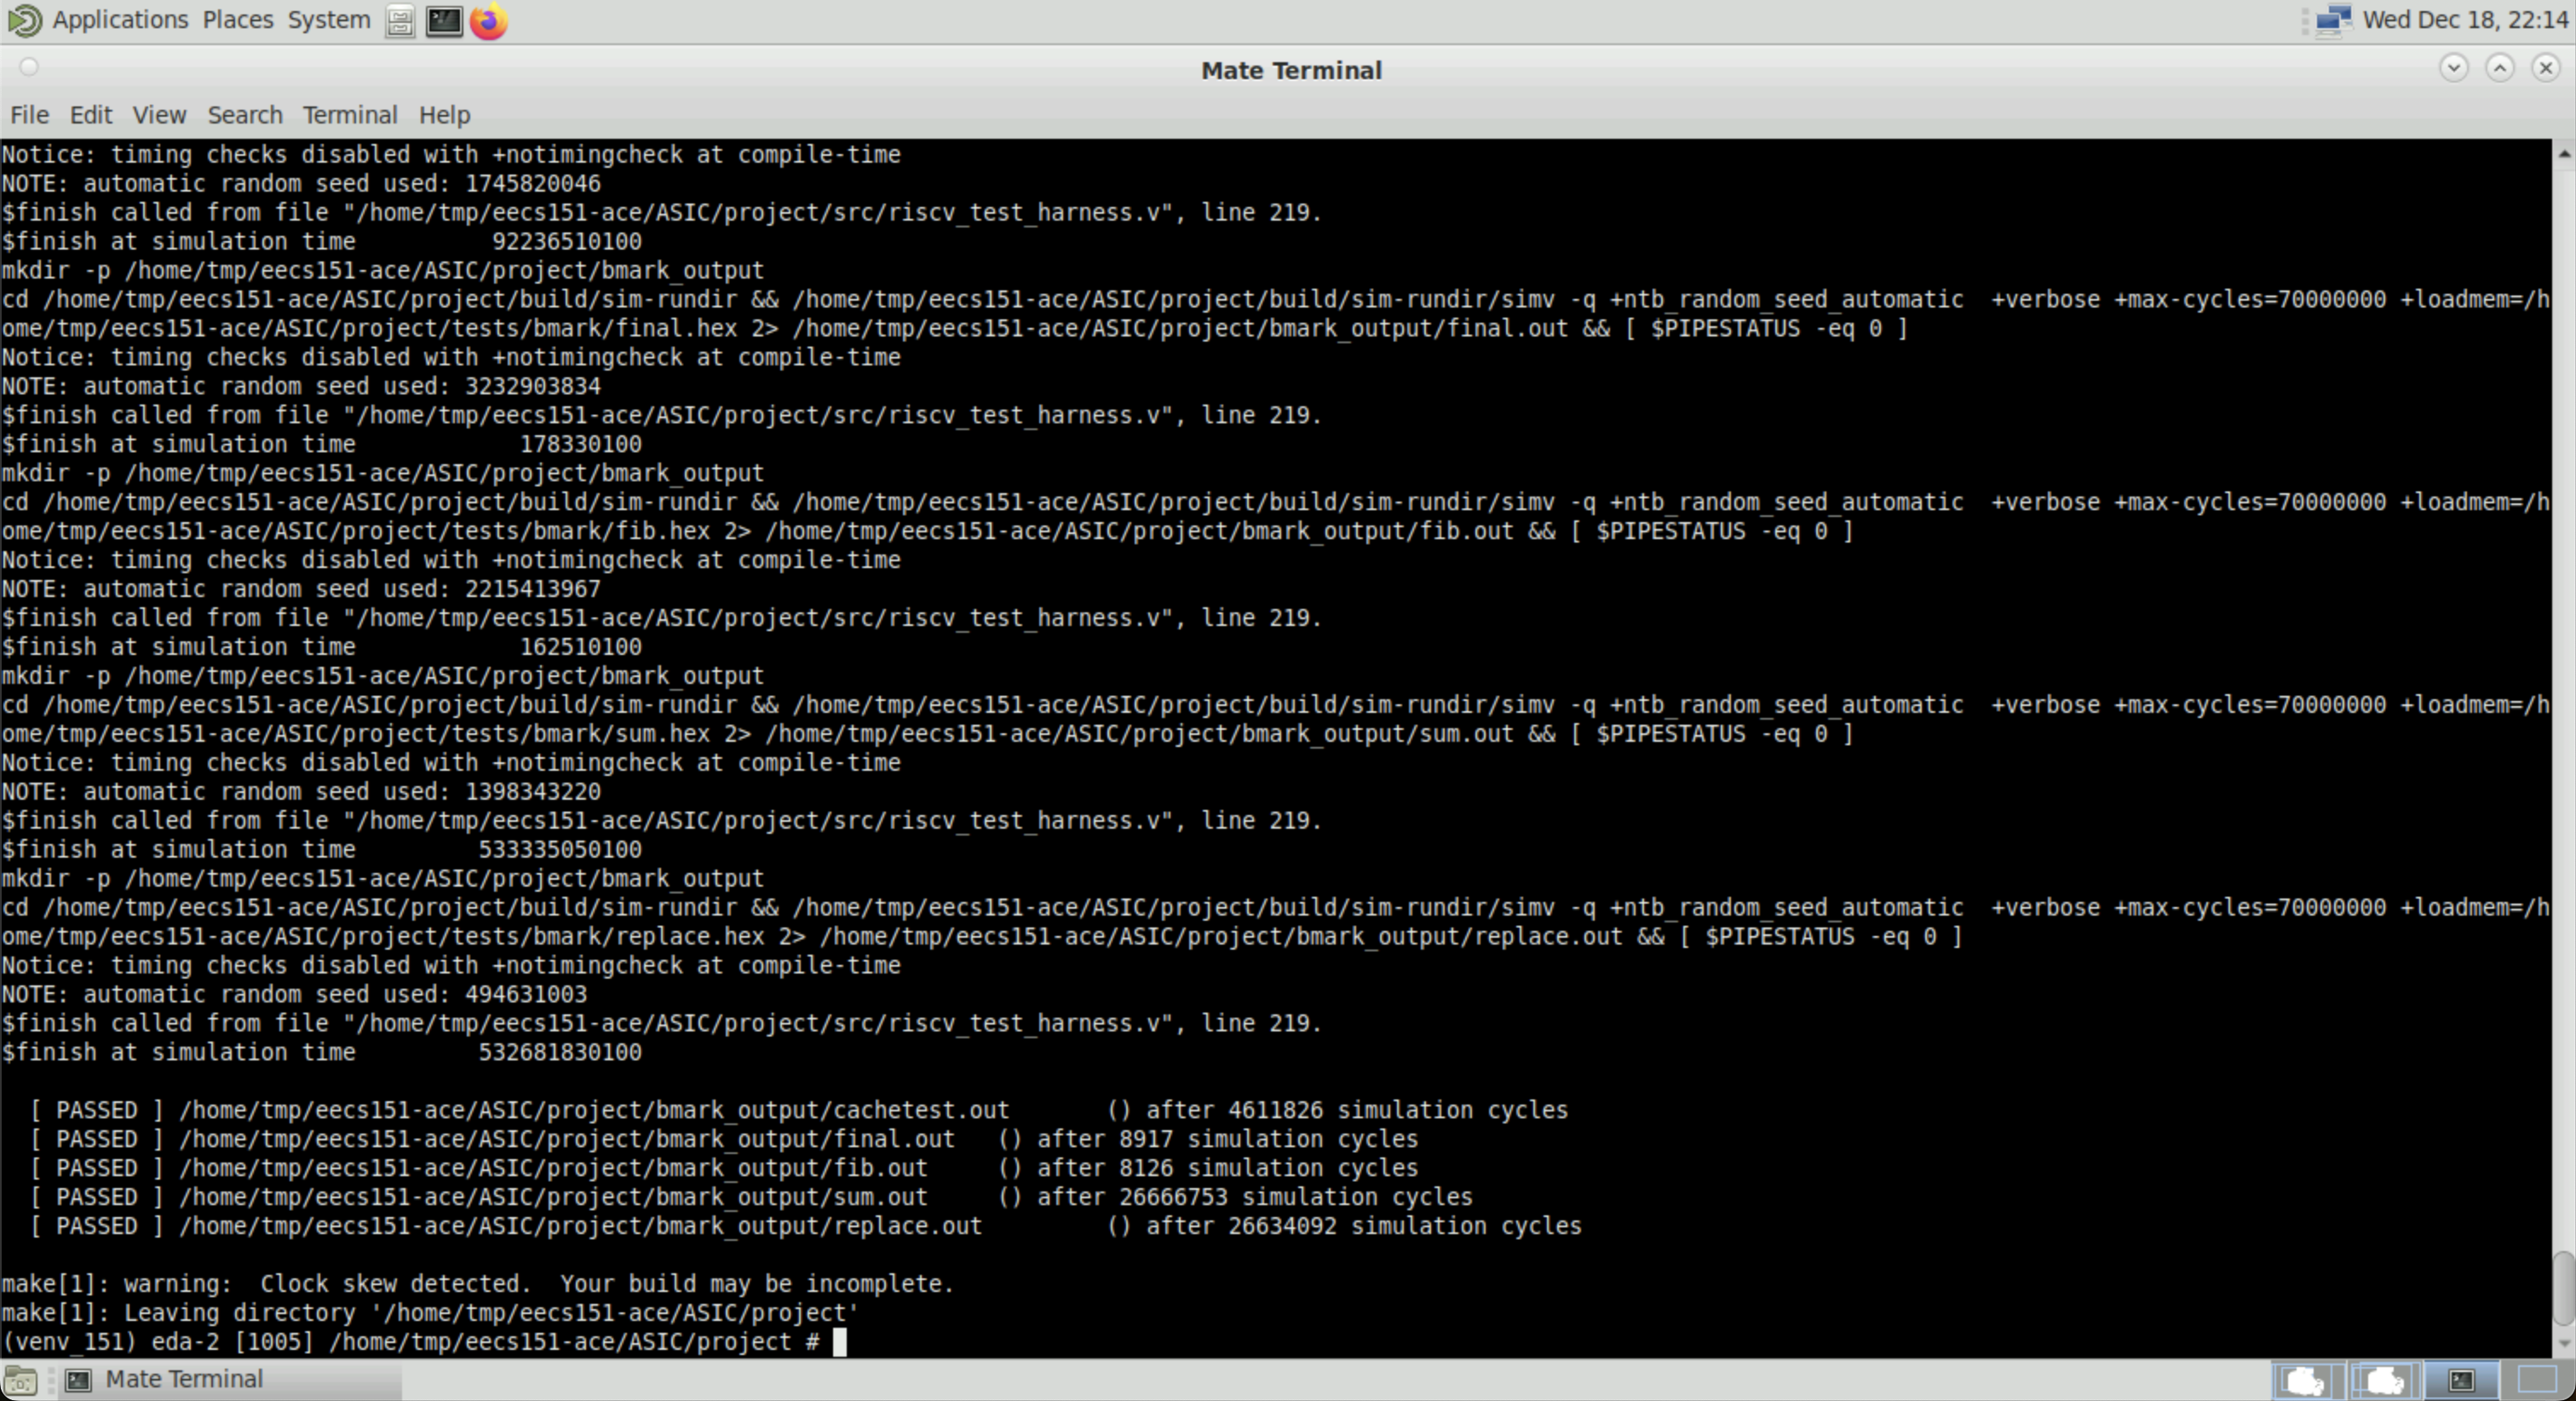 Applications Places System Wed Dec 18, 22:14
Mate Terminal
File Edit View Search Terminal Help
Notice: timing checks disabled with +notimingcheck at compile-time
NOTE: automatic random seed used: 1745820046
$finish called from file "/home/tmp/eecs151-ace/ASIC/project/src/riscv_test_harness.v", line 219.
$finish at simulation time          92236510100
mkdir -p /home/tmp/eecs151-ace/ASIC/project/bmark_output
cd /home/tmp/eecs151-ace/ASIC/project/build/sim-rundir && /home/tmp/eecs151-ace/ASIC/project/build/sim-rundir/simv -q +ntb_random_seed_automatic  +verbose +max-cycles=70000000 +loadmem=/h
ome/tmp/eecs151-ace/ASIC/project/tests/bmark/final.hex 2> /home/tmp/eecs151-ace/ASIC/project/bmark_output/final.out && [ $PIPESTATUS -eq 0 ]
Notice: timing checks disabled with +notimingcheck at compile-time
NOTE: automatic random seed used: 3232903834
$finish called from file "/home/tmp/eecs151-ace/ASIC/project/src/riscv_test_harness.v", line 219.
$finish at simulation time            178330100
mkdir -p /home/tmp/eecs151-ace/ASIC/project/bmark_output
cd /home/tmp/eecs151-ace/ASIC/project/build/sim-rundir && /home/tmp/eecs151-ace/ASIC/project/build/sim-rundir/simv -q +ntb_random_seed_automatic  +verbose +max-cycles=70000000 +loadmem=/h
ome/tmp/eecs151-ace/ASIC/project/tests/bmark/fib.hex 2> /home/tmp/eecs151-ace/ASIC/project/bmark_output/fib.out && [ $PIPESTATUS -eq 0 ]
Notice: timing checks disabled with +notimingcheck at compile-time
NOTE: automatic random seed used: 2215413967
$finish called from file "/home/tmp/eecs151-ace/ASIC/project/src/riscv_test_harness.v", line 219.
$finish at simulation time            162510100
mkdir -p /home/tmp/eecs151-ace/ASIC/project/bmark_output
cd /home/tmp/eecs151-ace/ASIC/project/build/sim-rundir && /home/tmp/eecs151-ace/ASIC/project/build/sim-rundir/simv -q +ntb_random_seed_automatic  +verbose +max-cycles=70000000 +loadmem=/h
ome/tmp/eecs151-ace/ASIC/project/tests/bmark/sum.hex 2> /home/tmp/eecs151-ace/ASIC/project/bmark_output/sum.out && [ $PIPESTATUS -eq 0 ]
Notice: timing checks disabled with +notimingcheck at compile-time
NOTE: automatic random seed used: 1398343220
$finish called from file "/home/tmp/eecs151-ace/ASIC/project/src/riscv_test_harness.v", line 219.
$finish at simulation time         533335050100
mkdir -p /home/tmp/eecs151-ace/ASIC/project/bmark_output
cd /home/tmp/eecs151-ace/ASIC/project/build/sim-rundir && /home/tmp/eecs151-ace/ASIC/project/build/sim-rundir/simv -q +ntb_random_seed_automatic  +verbose +max-cycles=70000000 +loadmem=/h
ome/tmp/eecs151-ace/ASIC/project/tests/bmark/replace.hex 2> /home/tmp/eecs151-ace/ASIC/project/bmark_output/replace.out && [ $PIPESTATUS -eq 0 ]
Notice: timing checks disabled with +notimingcheck at compile-time
NOTE: automatic random seed used: 494631003
$finish called from file "/home/tmp/eecs151-ace/ASIC/project/src/riscv_test_harness.v", line 219.
$finish at simulation time         532681830100
[ PASSED ] /home/tmp/eecs151-ace/ASIC/project/bmark_output/cachetest.out       () after 4611826 simulation cycles
[ PASSED ] /home/tmp/eecs151-ace/ASIC/project/bmark_output/final.out   () after 8917 simulation cycles
[ PASSED ] /home/tmp/eecs151-ace/ASIC/project/bmark_output/fib.out     () after 8126 simulation cycles
[ PASSED ] /home/tmp/eecs151-ace/ASIC/project/bmark_output/sum.out     () after 26666753 simulation cycles
[ PASSED ] /home/tmp/eecs151-ace/ASIC/project/bmark_output/replace.out         () after 26634092 simulation cycles
make[1]: warning:  Clock skew detected.  Your build may be incomplete.
make[1]: Leaving directory '/home/tmp/eecs151-ace/ASIC/project'
(venv_151) eda-2 [1005] /home/tmp/eecs151-ace/ASIC/project #
Mate Terminal